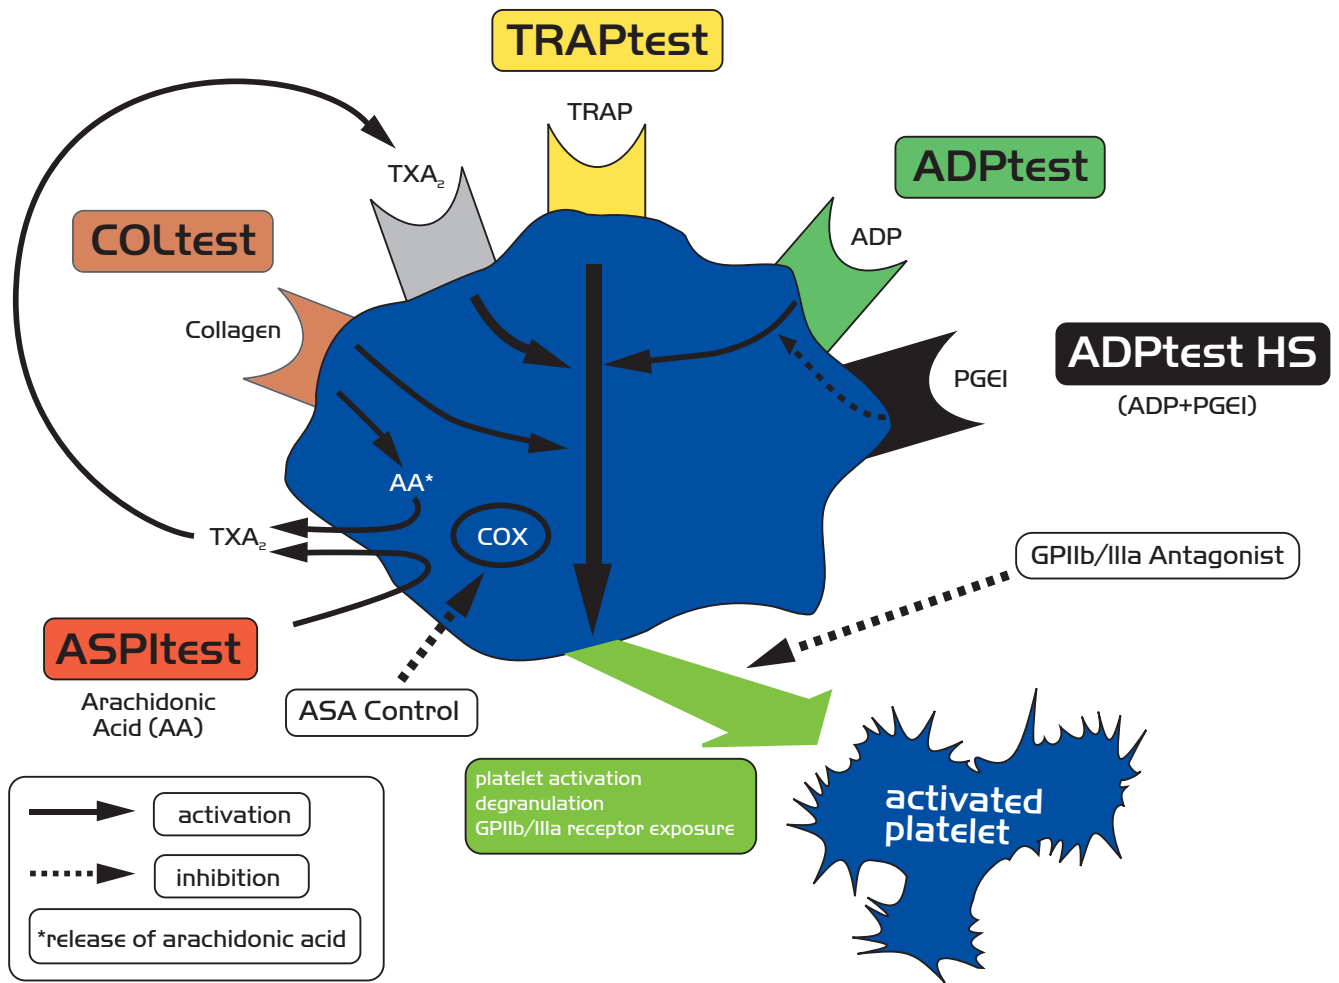 TRAPtest
TRAP
ADPtest
TXA₂
COLtest
ADP
Collagen
ADPtest HS
PGEI
(ADP+PGEI)
AA*
TXA₂
COX
GPIIb/IIIa Antagonist
ASPItest
Arachidonic
Acid (AA)
ASA Control
platelet activation
degranulation
GPIIb/IIIa receptor exposure
activated
platelet
activation
inhibition
*release of arachidonic acid